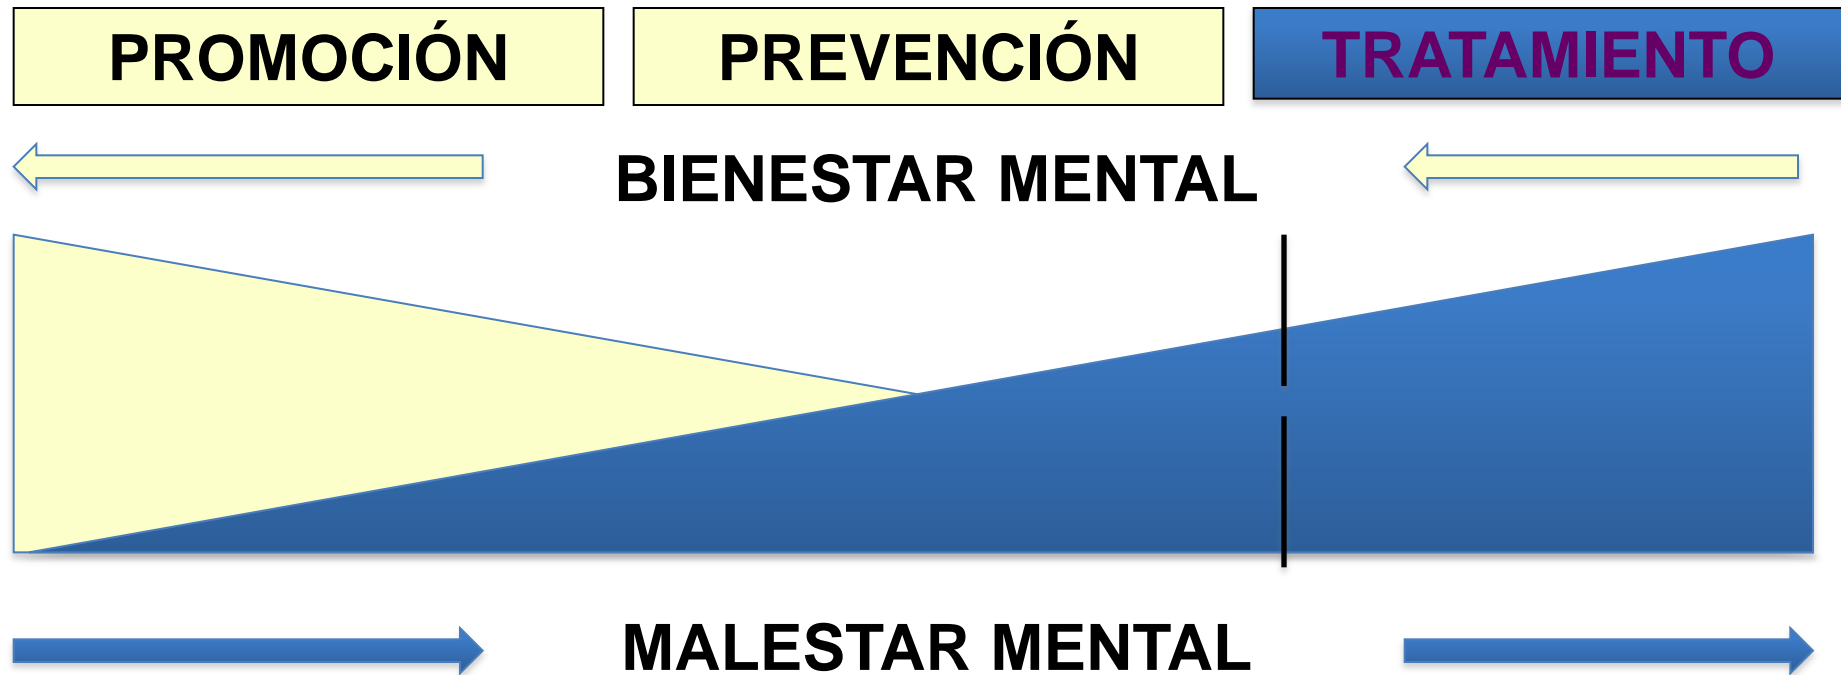 PROMOCIÓN
PREVENCIÓN
TRATAMIENTO
BIENESTAR MENTAL
MALESTAR MENTAL